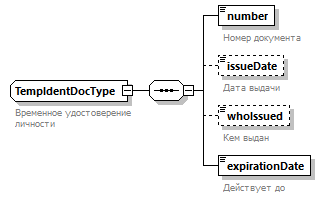 number
Номер документа
issueDate
Дата выдачи
TempIdentDocType
Временное удостоверение
личности
whoIssued
Кем выдан
expirationDate
Действует до